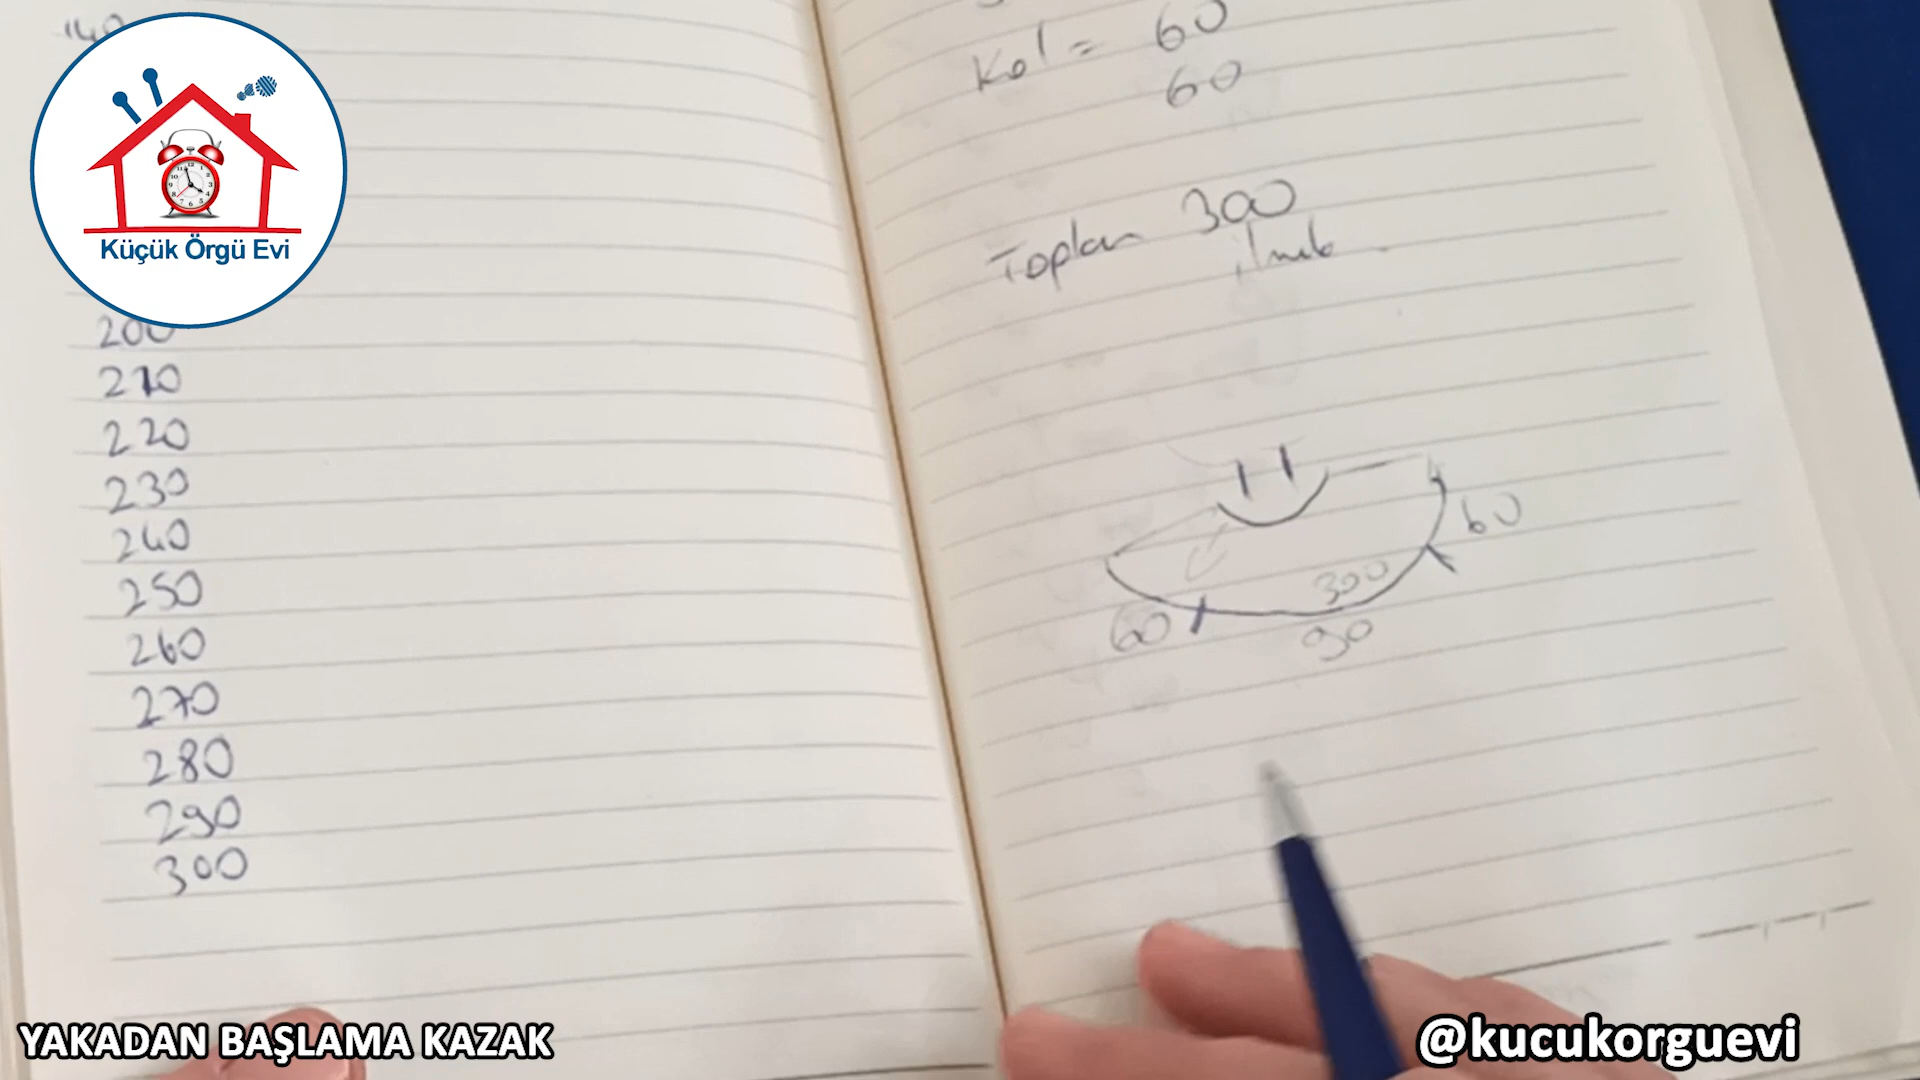 140
Küçük Örgü Evi
200
210
220
230
240
250
260
270
280
290
300
Kol = 60
60
Toplam 300
ilmek
60
300
60
90
YAKADAN BAŞLAMA KAZAK
@kucukorguevi